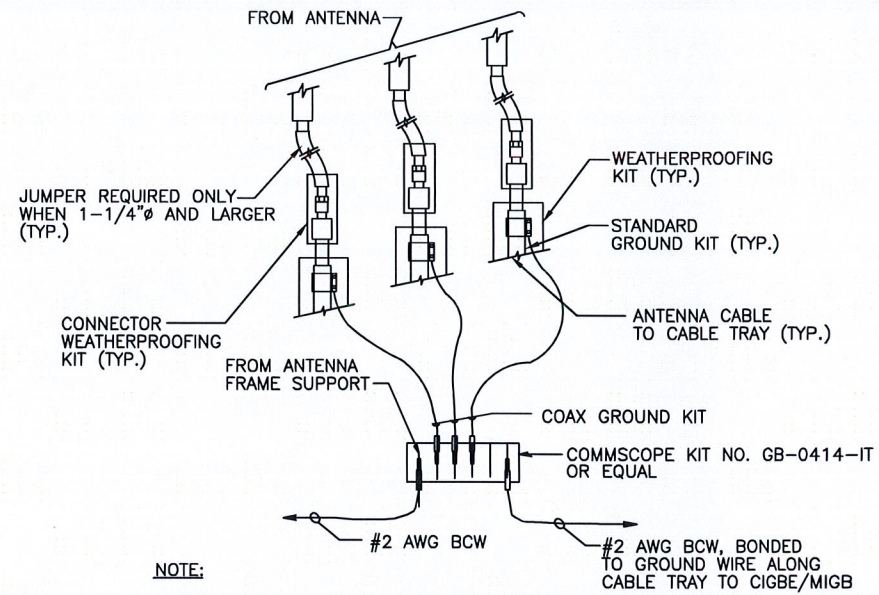 FROM ANTENNA
JUMPER REQUIRED ONLY
WHEN 1-1/4"ø AND LARGER
(TYP.)
WEATHERPROOFING
KIT (TYP.)
STANDARD
GROUND KIT (TYP.)
CONNECTOR
WEATHERPROOFING
KIT (TYP.)
ANTENNA CABLE
TO CABLE TRAY (TYP.)
FROM ANTENNA
FRAME SUPPORT
COAX GROUND KIT
COMMSCOPE KIT NO. GB-0414-IT
OR EQUAL
#2 AWG BCW
#2 AWG BCW, BONDED
TO GROUND WIRE ALONG
CABLE TRAY TO CIGBE/MIGB
NOTE: